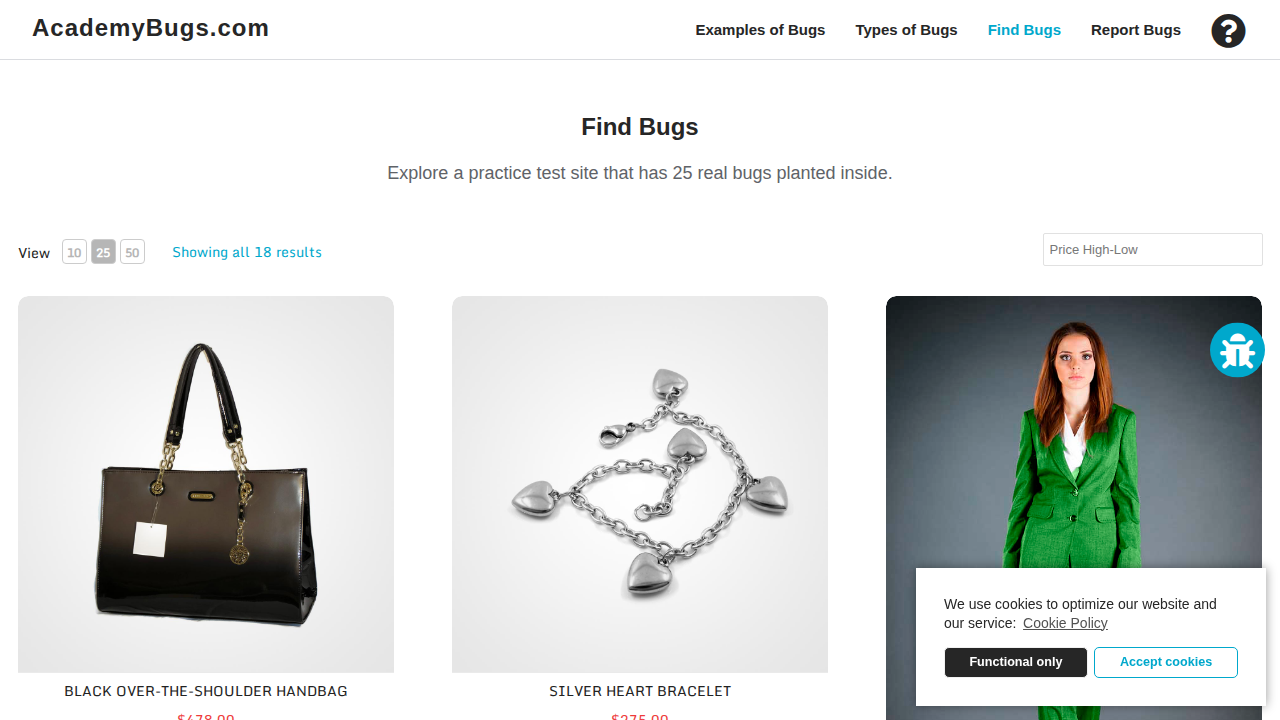 AcademyBugs.com
Examples of Bugs
Types of Bugs
Find Bugs
Report Bugs
Find Bugs
Explore a practice test site that has 25 real bugs planted inside.
View 10 25 50 Showing all 18 results
Price High-Low
We use cookies to optimize our website and
our service: Cookie Policy
Functional only
Accept cookies
BLACK OVER-THE-SHOULDER HANDBAG
SILVER HEART BRACELET
$478.00
$275.00